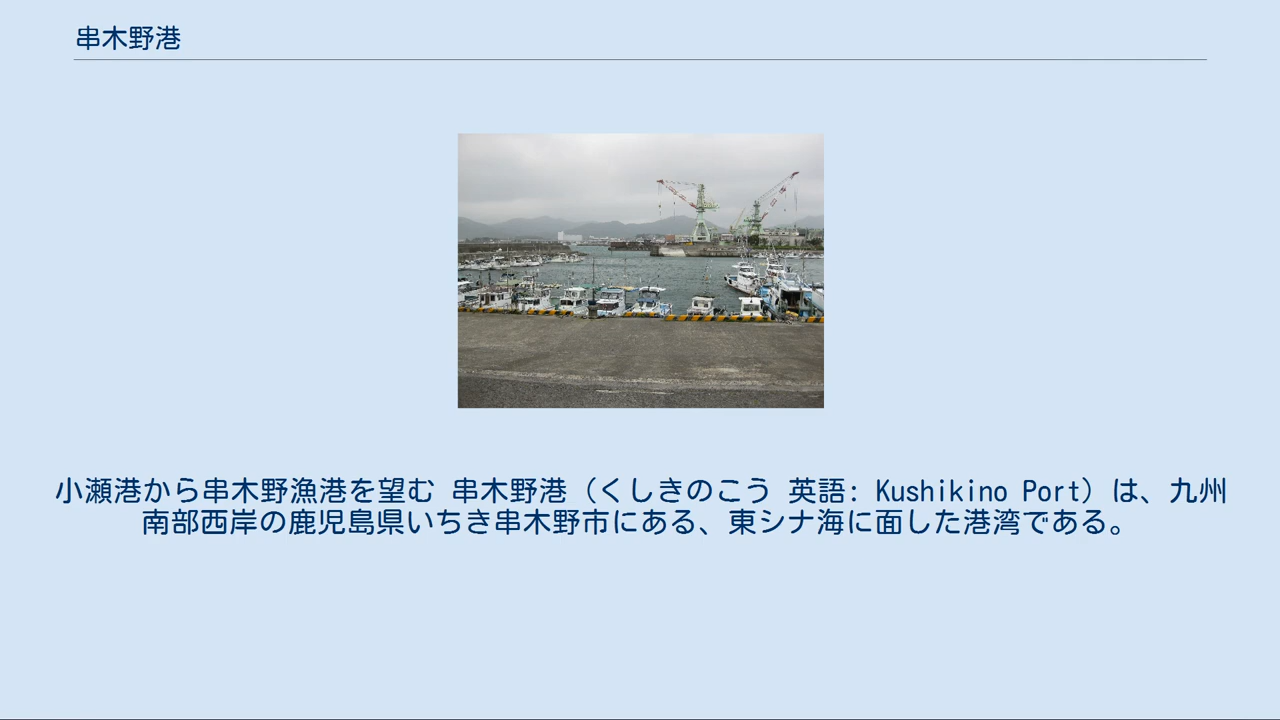 串木野港
小瀬港から串木野漁港を望む 串木野港（くしきのこう 英語: Kushikino Port）は、九州
南部西岸の鹿児島県いちき串木野市にある、東シナ海に面した港湾である。